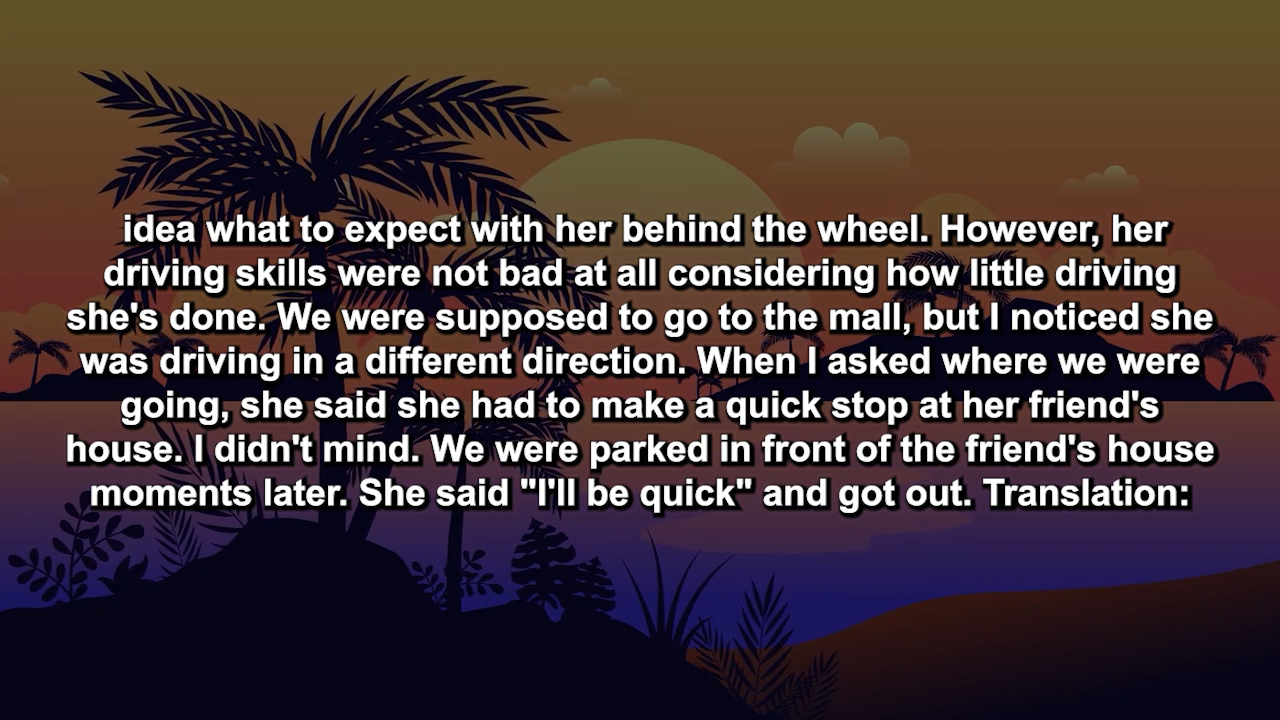 idea what to expect with her behind the wheel. However, her
driving skills were not bad at all considering how little driving
she's done. We were supposed to go to the mall, but I noticed she
was driving in a different direction. When I asked where we were
going, she said she had to make a quick stop at her friend's
house. I didn't mind. We were parked in front of the friend's house
moments later. She said "I'll be quick" and got out. Translation: